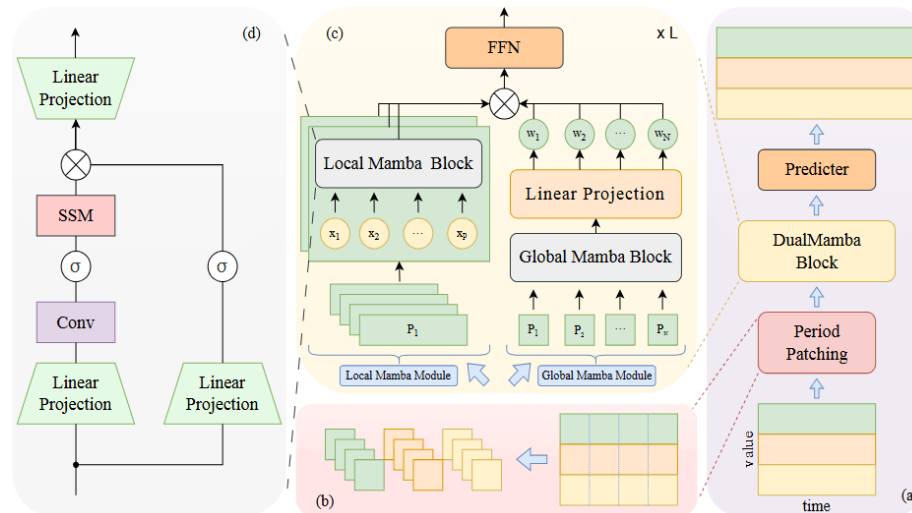 (d)
Linear
Projection
SSM
σ
σ
Conv
Linear
Projection
Linear
Projection
(c)
x L
FFN
w1
w2
...
wN
Local Mamba Block
Linear Projection
x1
x2
...
xp
Global Mamba Block
P1
P1
P2
...
PN
Local Mamba Module
Global Mamba Module
(b)
Predicter
DualMamba
Block
Period
Patching
value
time
(a